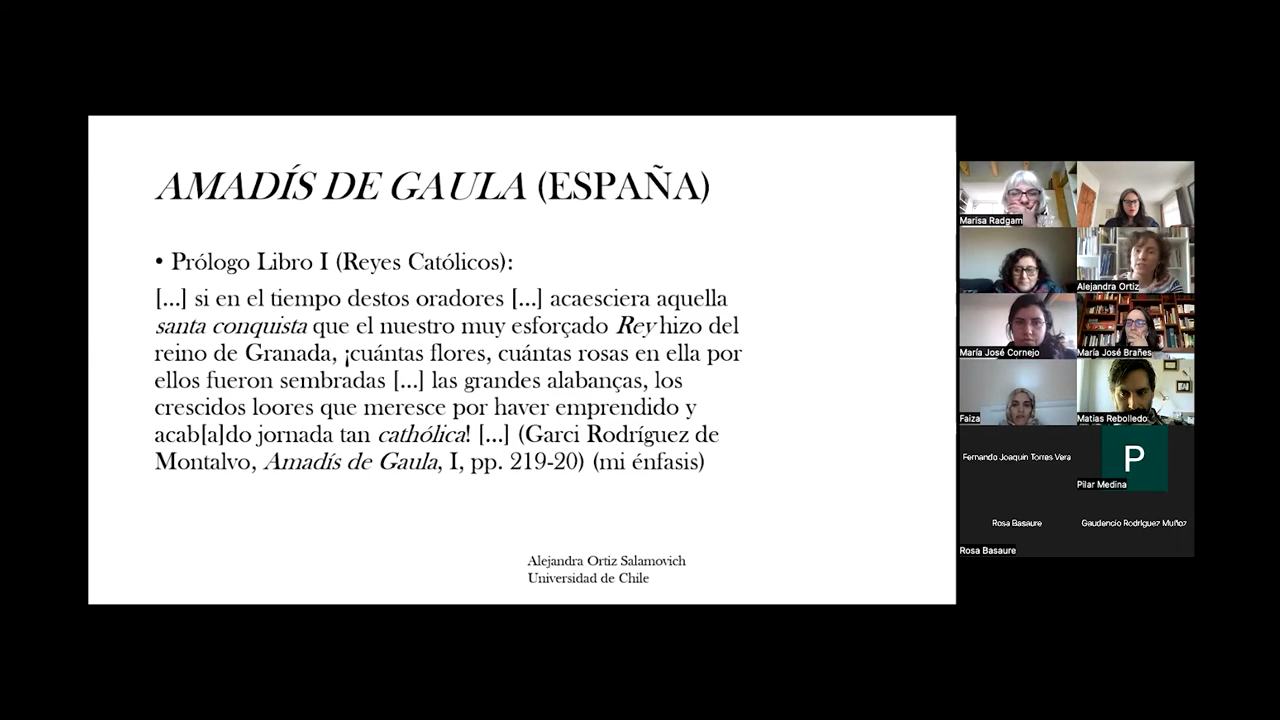 AMADÍS DE GAULA (ESPAÑA)
• Prólogo Libro I (Reyes Católicos):
[...] si en el tiempo destos oradores [...] acaesciera aquella
santa conquista que el nuestro muy esforçado Rey hizo del
reino de Granada, ¡cuántas flores, cuántas rosas en ella por
ellos fueron sembradas [...] las grandes alabanças, los
crescidos loores que meresce por haver emprendido y
acab[a]do jornada tan cathólica! [...] (Garci Rodríguez de
Montalvo, Amadís de Gaula, I, pp. 219-20) (mi énfasis)
Alejandra Ortiz Salamovich
Universidad de Chile
Marisa Radgam
Alejandra Ortiz
María José Cornejo
María José Brañes
Faiza
Matias Rebolledo
Fernando Joaquin Torres Vera
P
Pilar Medina
Rosa Basaure
Gaudencio Rodríguez Muñoz
Rosa Basaure